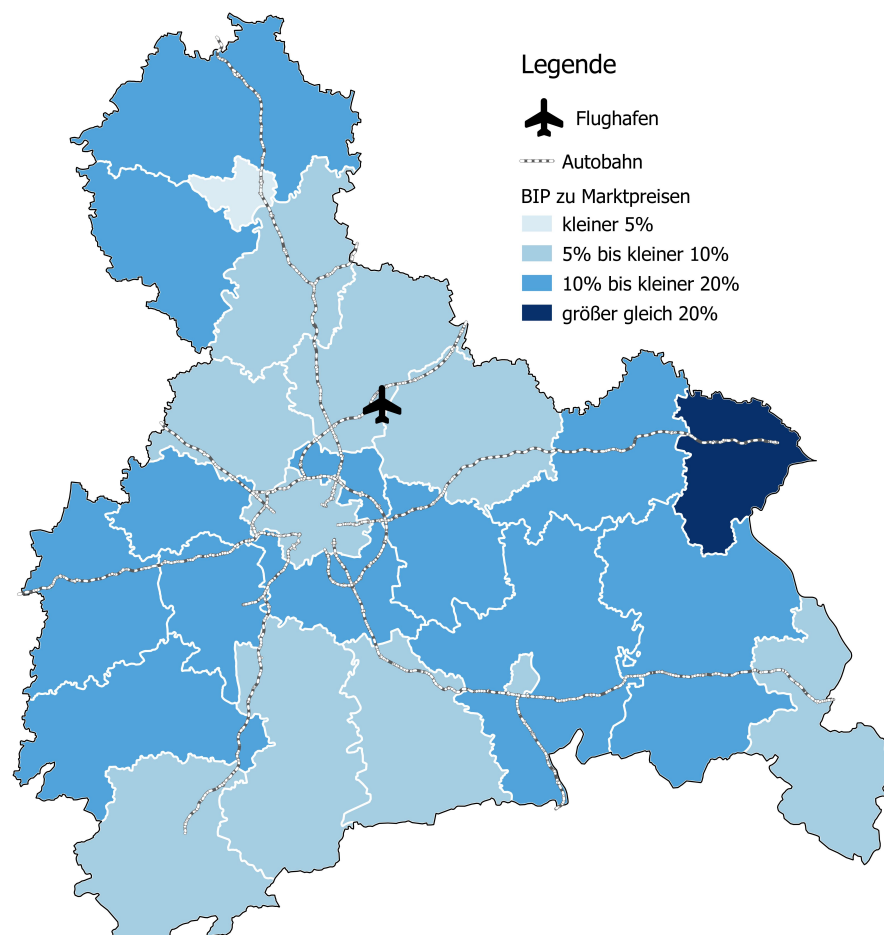 Legende
Flughafen
Autobahn
BIP zu Marktpreisen
kleiner 5%
5% bis kleiner 10%
10% bis kleiner 20%
größer gleich 20%